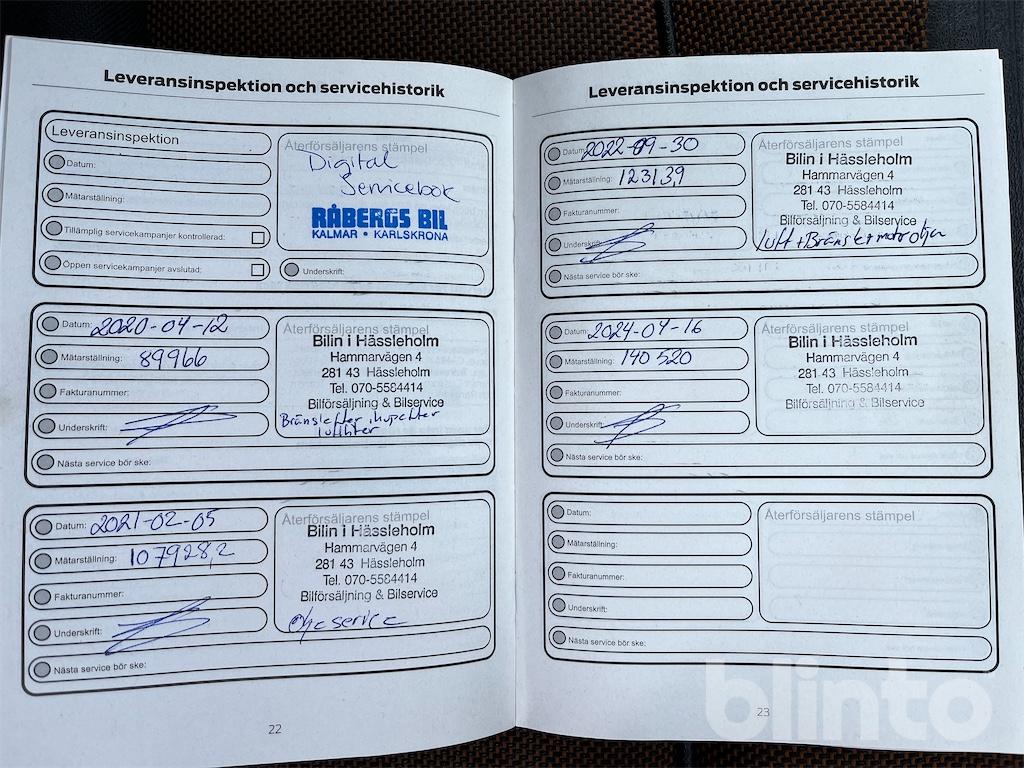 Leveransinspektion och servicehistorik
Leveransinspektion
Datum:
Mätarställning:
Tillämplig servicekampanjer kontrollerad:
Öppen servicekampanjer avslutad:
Återförsäljarens stämpel
Digital
Servicebok
RÅBERGS BIL
KALMAR • KARLSKRONA
Underskrift:
Datum: 2020-04-12
Mätarställning: 89966
Fakturanummer:
Underskrift:
Nästa service bör ske:
Återförsäljarens stämpel
Bilin i Hässleholm
Hammarvägen 4
281 43 Hässleholm
Tel. 070-5584414
Bilförsäljning & Bilservice
luftfilter
Datum: 2021-02-05
Mätarställning: 107928,2
Fakturanummer:
Underskrift:
Nästa service bör ske:
Återförsäljarens stämpel
Bilin i Hässleholm
Hammarvägen 4
281 43 Hässleholm
Tel. 070-5584414
Bilförsäljning & Bilservice
service
22
Leveransinspektion och servicehistorik
Datum: 2022-09-30
Mätarställning: 123139
Fakturanummer:
Underskrift:
Nästa service bör ske:
Återförsäljarens stämpel
Bilin i Hässleholm
Hammarvägen 4
281 43 Hässleholm
Tel. 070-5584414
Bilförsäljning & Bilservice
luft + Bränsle + motorolja
Datum: 2024-04-16
Mätarställning: 140520
Fakturanummer:
Underskrift:
Nästa service bör ske:
Återförsäljarens stämpel
Bilin i Hässleholm
Hammarvägen 4
281 43 Hässleholm
Tel. 070-5584414
Bilförsäljning & Bilservice
Datum:
Mätarställning:
Fakturanummer:
Underskrift:
Nästa service bör ske:
Återförsäljarens stämpel
23
blinto